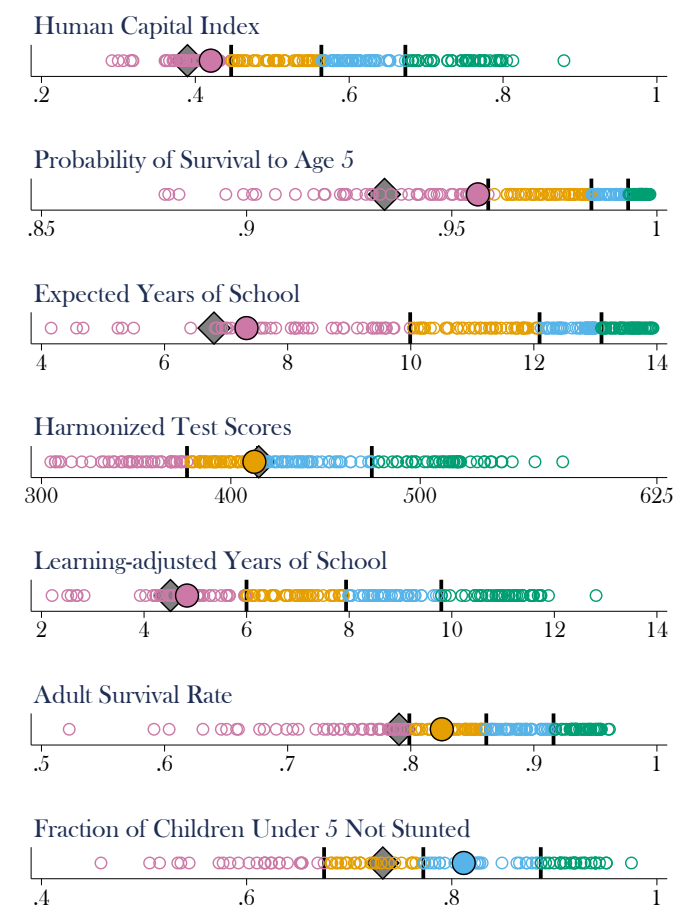 Human Capital Index
.2 .4 .6 .8 1
Probability of Survival to Age 5
.85 .9 .95 1
Expected Years of School
4 6 8 10 12 14
Harmonized Test Scores
300 400 500 625
Learning-adjusted Years of School
2 4 6 8 10 12 14
Adult Survival Rate
.5 .6 .7 .8 .9 1
Fraction of Children Under 5 Not Stunted
.4 .6 .8 1